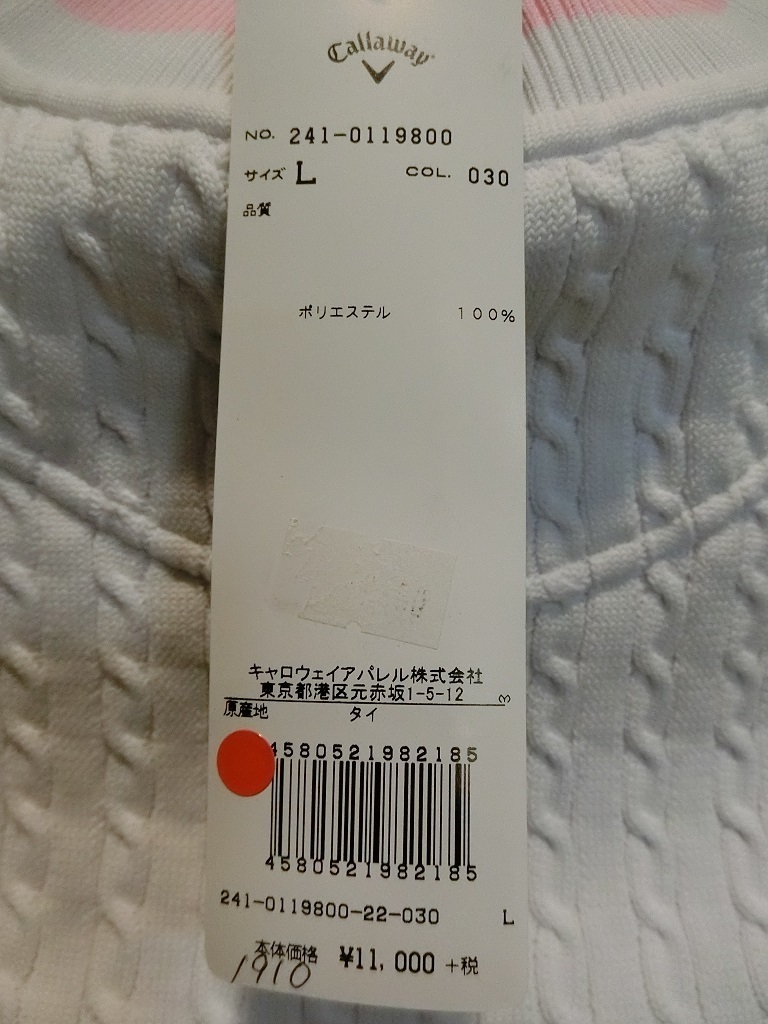 Callaway
NO. 241-0119800
サイズ L COL. 030
品質
ポリエステル 100%
キャロウェイアパレル株式会社
東京都港区元赤坂1-5-12 3
原産地 タイ
4580521982185
4580521982185
241-0119800-22-030 L
本体価格 ¥11,000 +税
1910